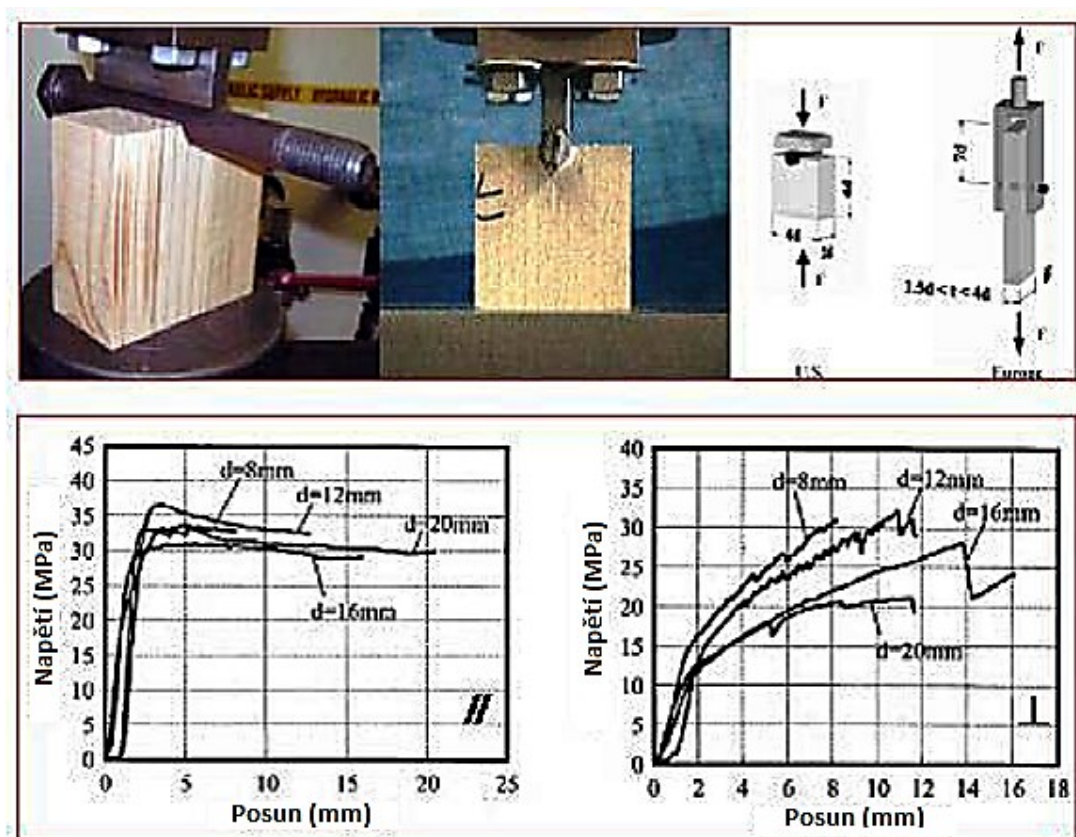 HYDRAULIC
F
F
7d
4d
4d
2d
F
1.5d < t < 4d
F
US
Europe
45
40
35
30
25
20
15
10
5
0
Napětí (MPa)
d=8mm
d=12mm
d=20mm
d=16mm
//
0 5 10 15 20 25
Posun (mm)
40
35
30
25
20
15
10
5
0
Napětí (MPa)
d=8mm
d=12mm
d=16mm
d=20mm
⊥
0 2 4 6 8 10 12 14 16 18
Posun (mm)